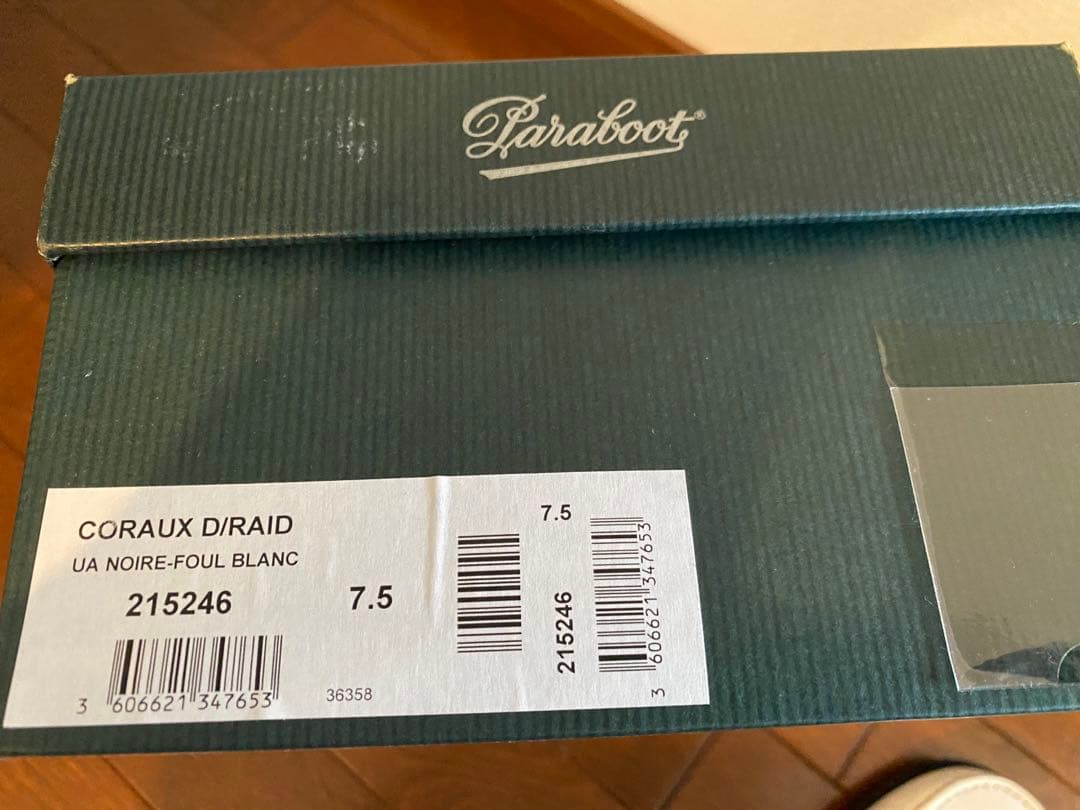 Paraboot®
CORAUX D/RAID
UA NOIRE-FOUL BLANC
215246
7.5
3 606621 347653
36358
7.5
215246
3 606621 347653